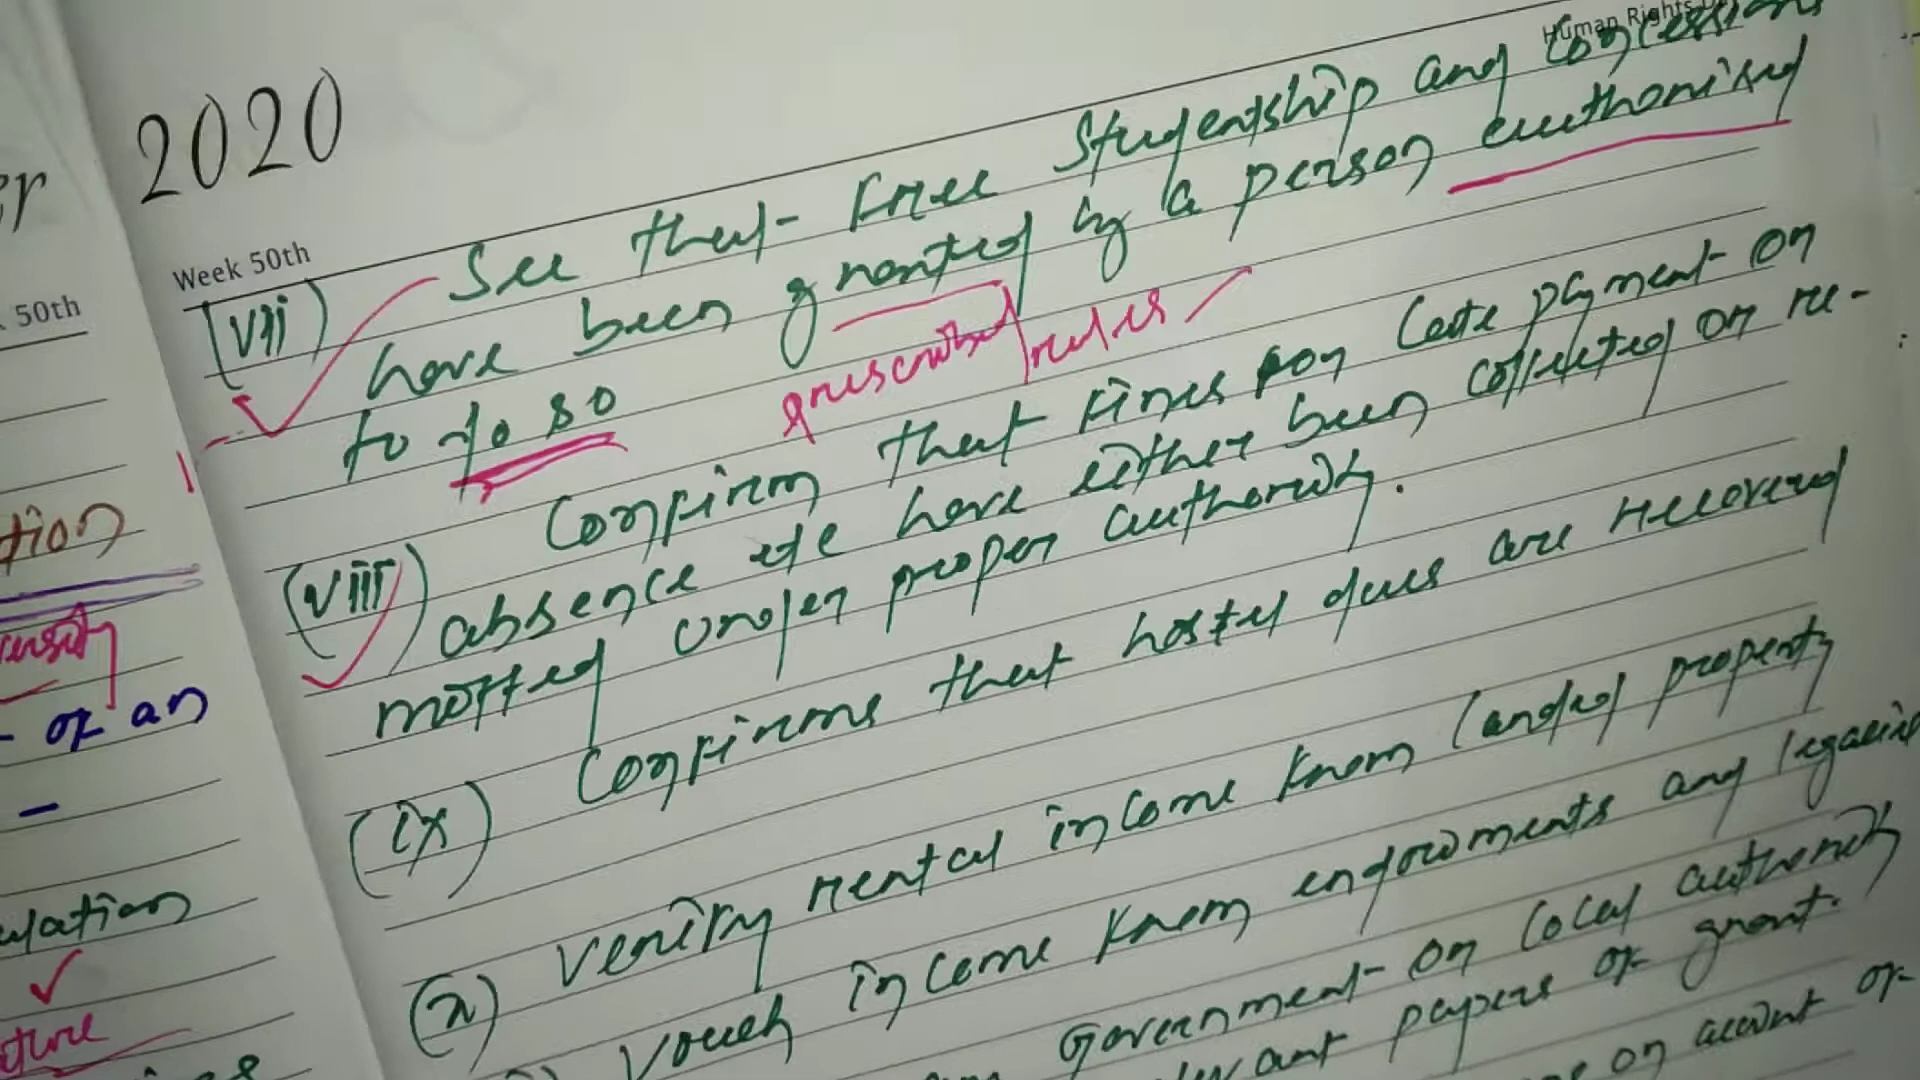 Human Rights
2020
Week 50th
50th
(vii) See that Free Studentship and Concessions
have been granted by a person authorised
to do so
prescribed rules
(viii) Confirm that Fines for late payment or
absence etc have either been collected or re-
mitted under proper authority.
(ix) Confirms that hostel dues are recovered
(x) verify rental income from landed property
vouch income from endowments and legacies
Government or local authority
papers of grant.
on account of
of an